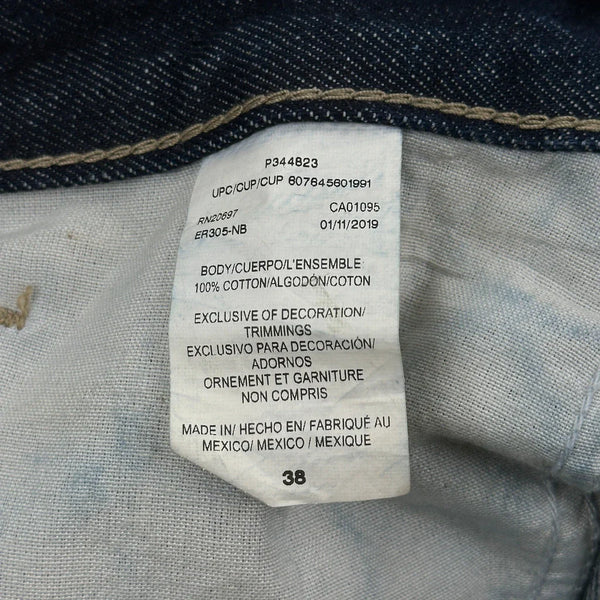 P344823
UPC/CUP/CUP 607645601991
RN20697 CA01095
ER305-NB 01/11/2019
BODY/CUERPO/L'ENSEMBLE
100% COTTON/ALGODÓN/COTON
EXCLUSIVE OF DECORATION/
TRIMMINGS
EXCLUSIVO PARA DECORACIÓN/
ADORNOS
ORNEMENT ET GARNITURE
NON COMPRIS
MADE IN/ HECHO EN/ FABRIQUÉ AU
MEXICO/ MEXICO / MEXIQUE
38